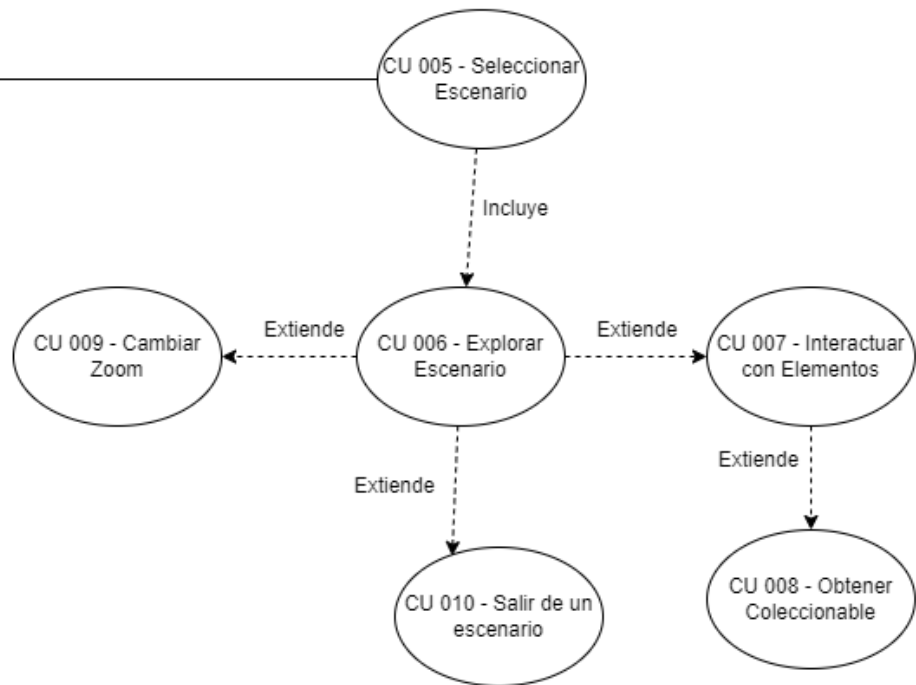 CU 005 - Seleccionar
Escenario
Incluye
CU 009 - Cambiar
Zoom
Extiende
CU 006 - Explorar
Escenario
Extiende
CU 007 - Interactuar
con Elementos
Extiende
Extiende
CU 010 - Salir de un
escenario
CU 008 - Obtener
Coleccionable